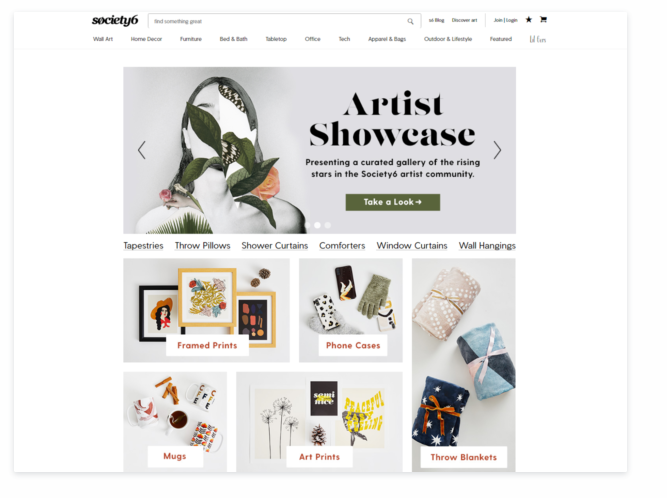 society6
find something great
s6 Blog
Discover art
Join | Login
Wall Art
Home Decor
Furniture
Bed & Bath
Tabletop
Office
Tech
Apparel & Bags
Outdoor & Lifestyle
Featured
Artist
Showcase
Presenting a curated gallery of the rising
stars in the Society6 artist community.
Take a Look →
Tapestries
Throw Pillows
Shower Curtains
Comforters
Window Curtains
Wall Hangings
Framed Prints
Phone Cases
Mugs
Art Prints
Throw Blankets